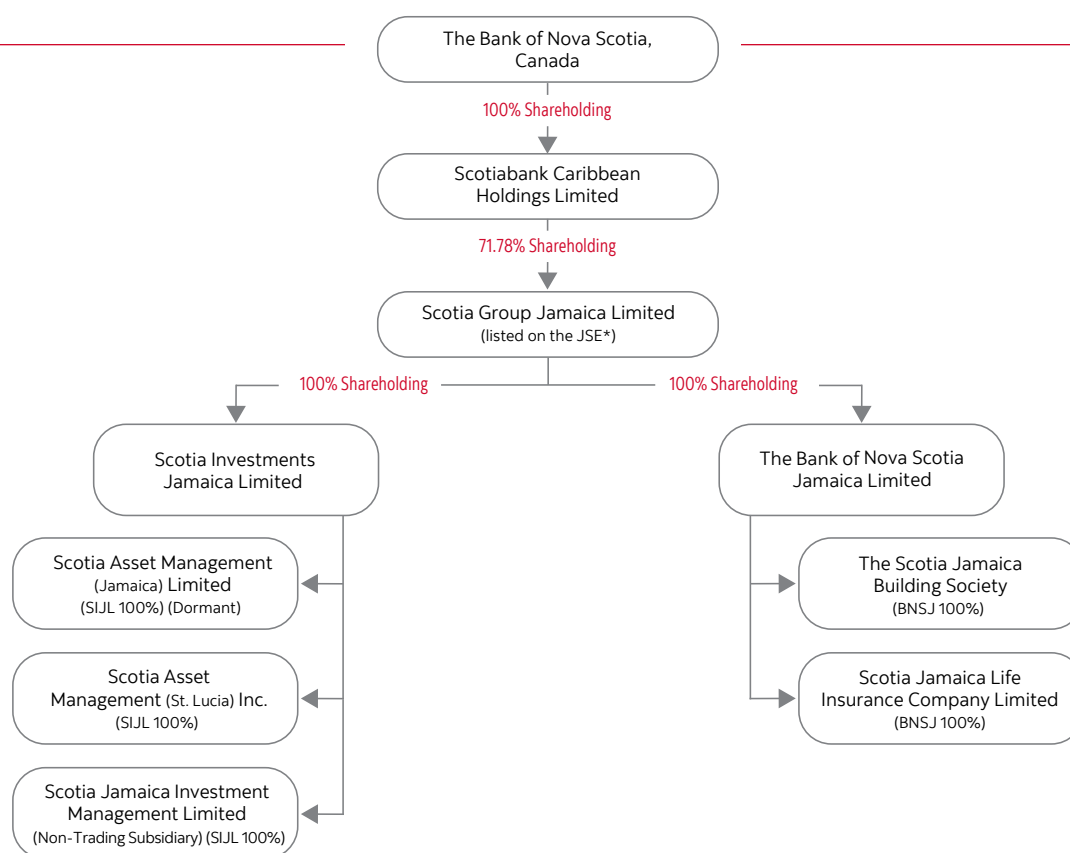 The Bank of Nova Scotia,
Canada
100% Shareholding
Scotiabank Caribbean
Holdings Limited
71.78% Shareholding
Scotia Group Jamaica Limited
(listed on the JSE*)
100% Shareholding
100% Shareholding
Scotia Investments
Jamaica Limited
The Bank of Nova Scotia
Jamaica Limited
Scotia Asset Management
(Jamaica) Limited
(SIJL 100%) (Dormant)
The Scotia Jamaica
Building Society
(BNSJ 100%)
Scotia Asset
Management (St. Lucia) Inc.
(SIJL 100%)
Scotia Jamaica Life
Insurance Company Limited
(BNSJ 100%)
Scotia Jamaica Investment
Management Limited
(Non-Trading Subsidiary) (SIJL 100%)